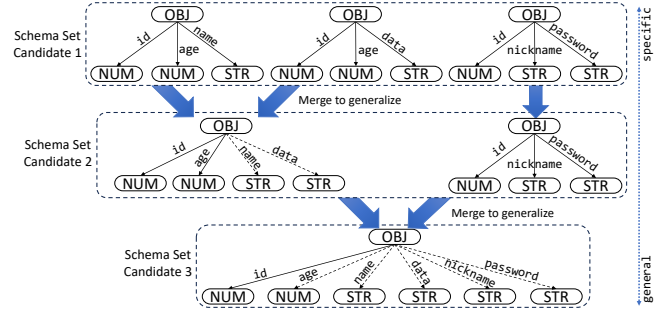 OBJ OBJ OBJ
Schema Set
Candidate 1
id age name id age data id nickname password
NUM NUM STR NUM NUM STR NUM STR STR
Merge to generalize
Schema Set
Candidate 2
OBJ OBJ
id age name data id nickname password
NUM NUM STR STR NUM STR STR
Merge to generalize
Schema Set
Candidate 3
OBJ
id age name data nickname password
NUM NUM STR STR STR STR
specific
general